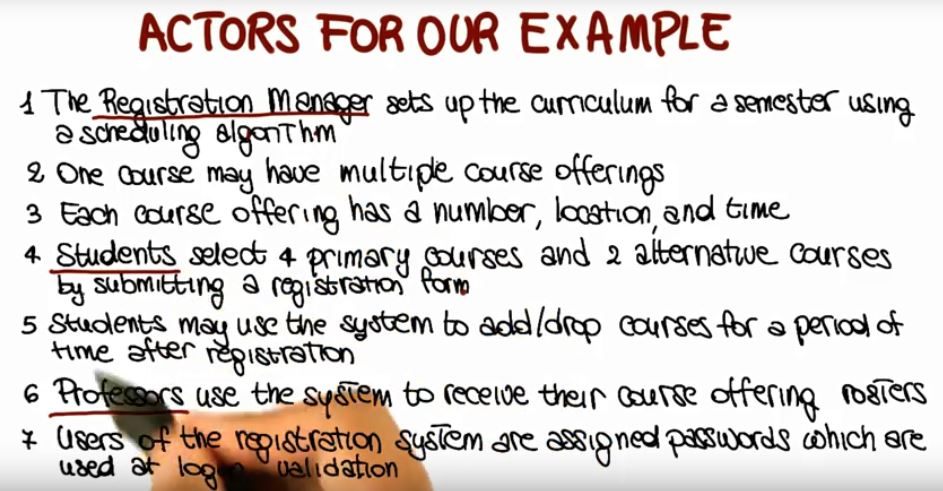 ACTORS FOR OUR EXAMPLE
1 The Registration Manager sets up the curriculum for a semester using
a scheduling algorithm
2 One course may have multiple course offerings
3 Each course offering has a number, location, and time
4 Students select 4 primary courses and 2 alternative courses
by submitting a registration form
5 Students may use the system to add/drop courses for a period of
time after registration
6 Professors use the system to receive their course offering rosters
7 Users of the registration system are assigned passwords which are
used at validation